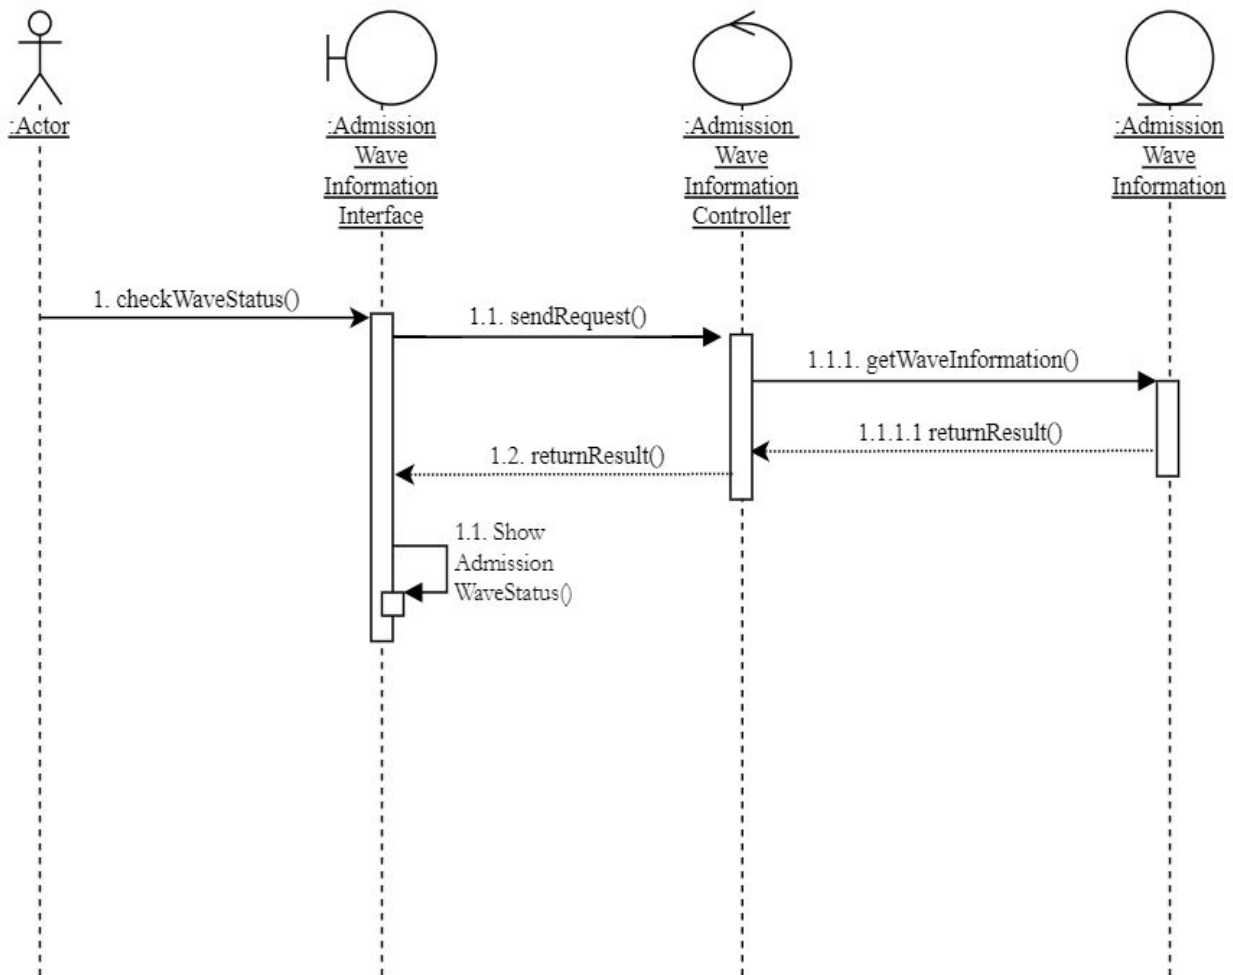 :Actor
:Admission
Wave
Information
Interface
:Admission
Wave
Information
Controller
:Admission
Wave
Information
1. checkWaveStatus()
1.1. sendRequest()
1.1.1. getWaveInformation()
1.1.1.1 returnResult()
1.2. returnResult()
1.1. Show
Admission
WaveStatus()